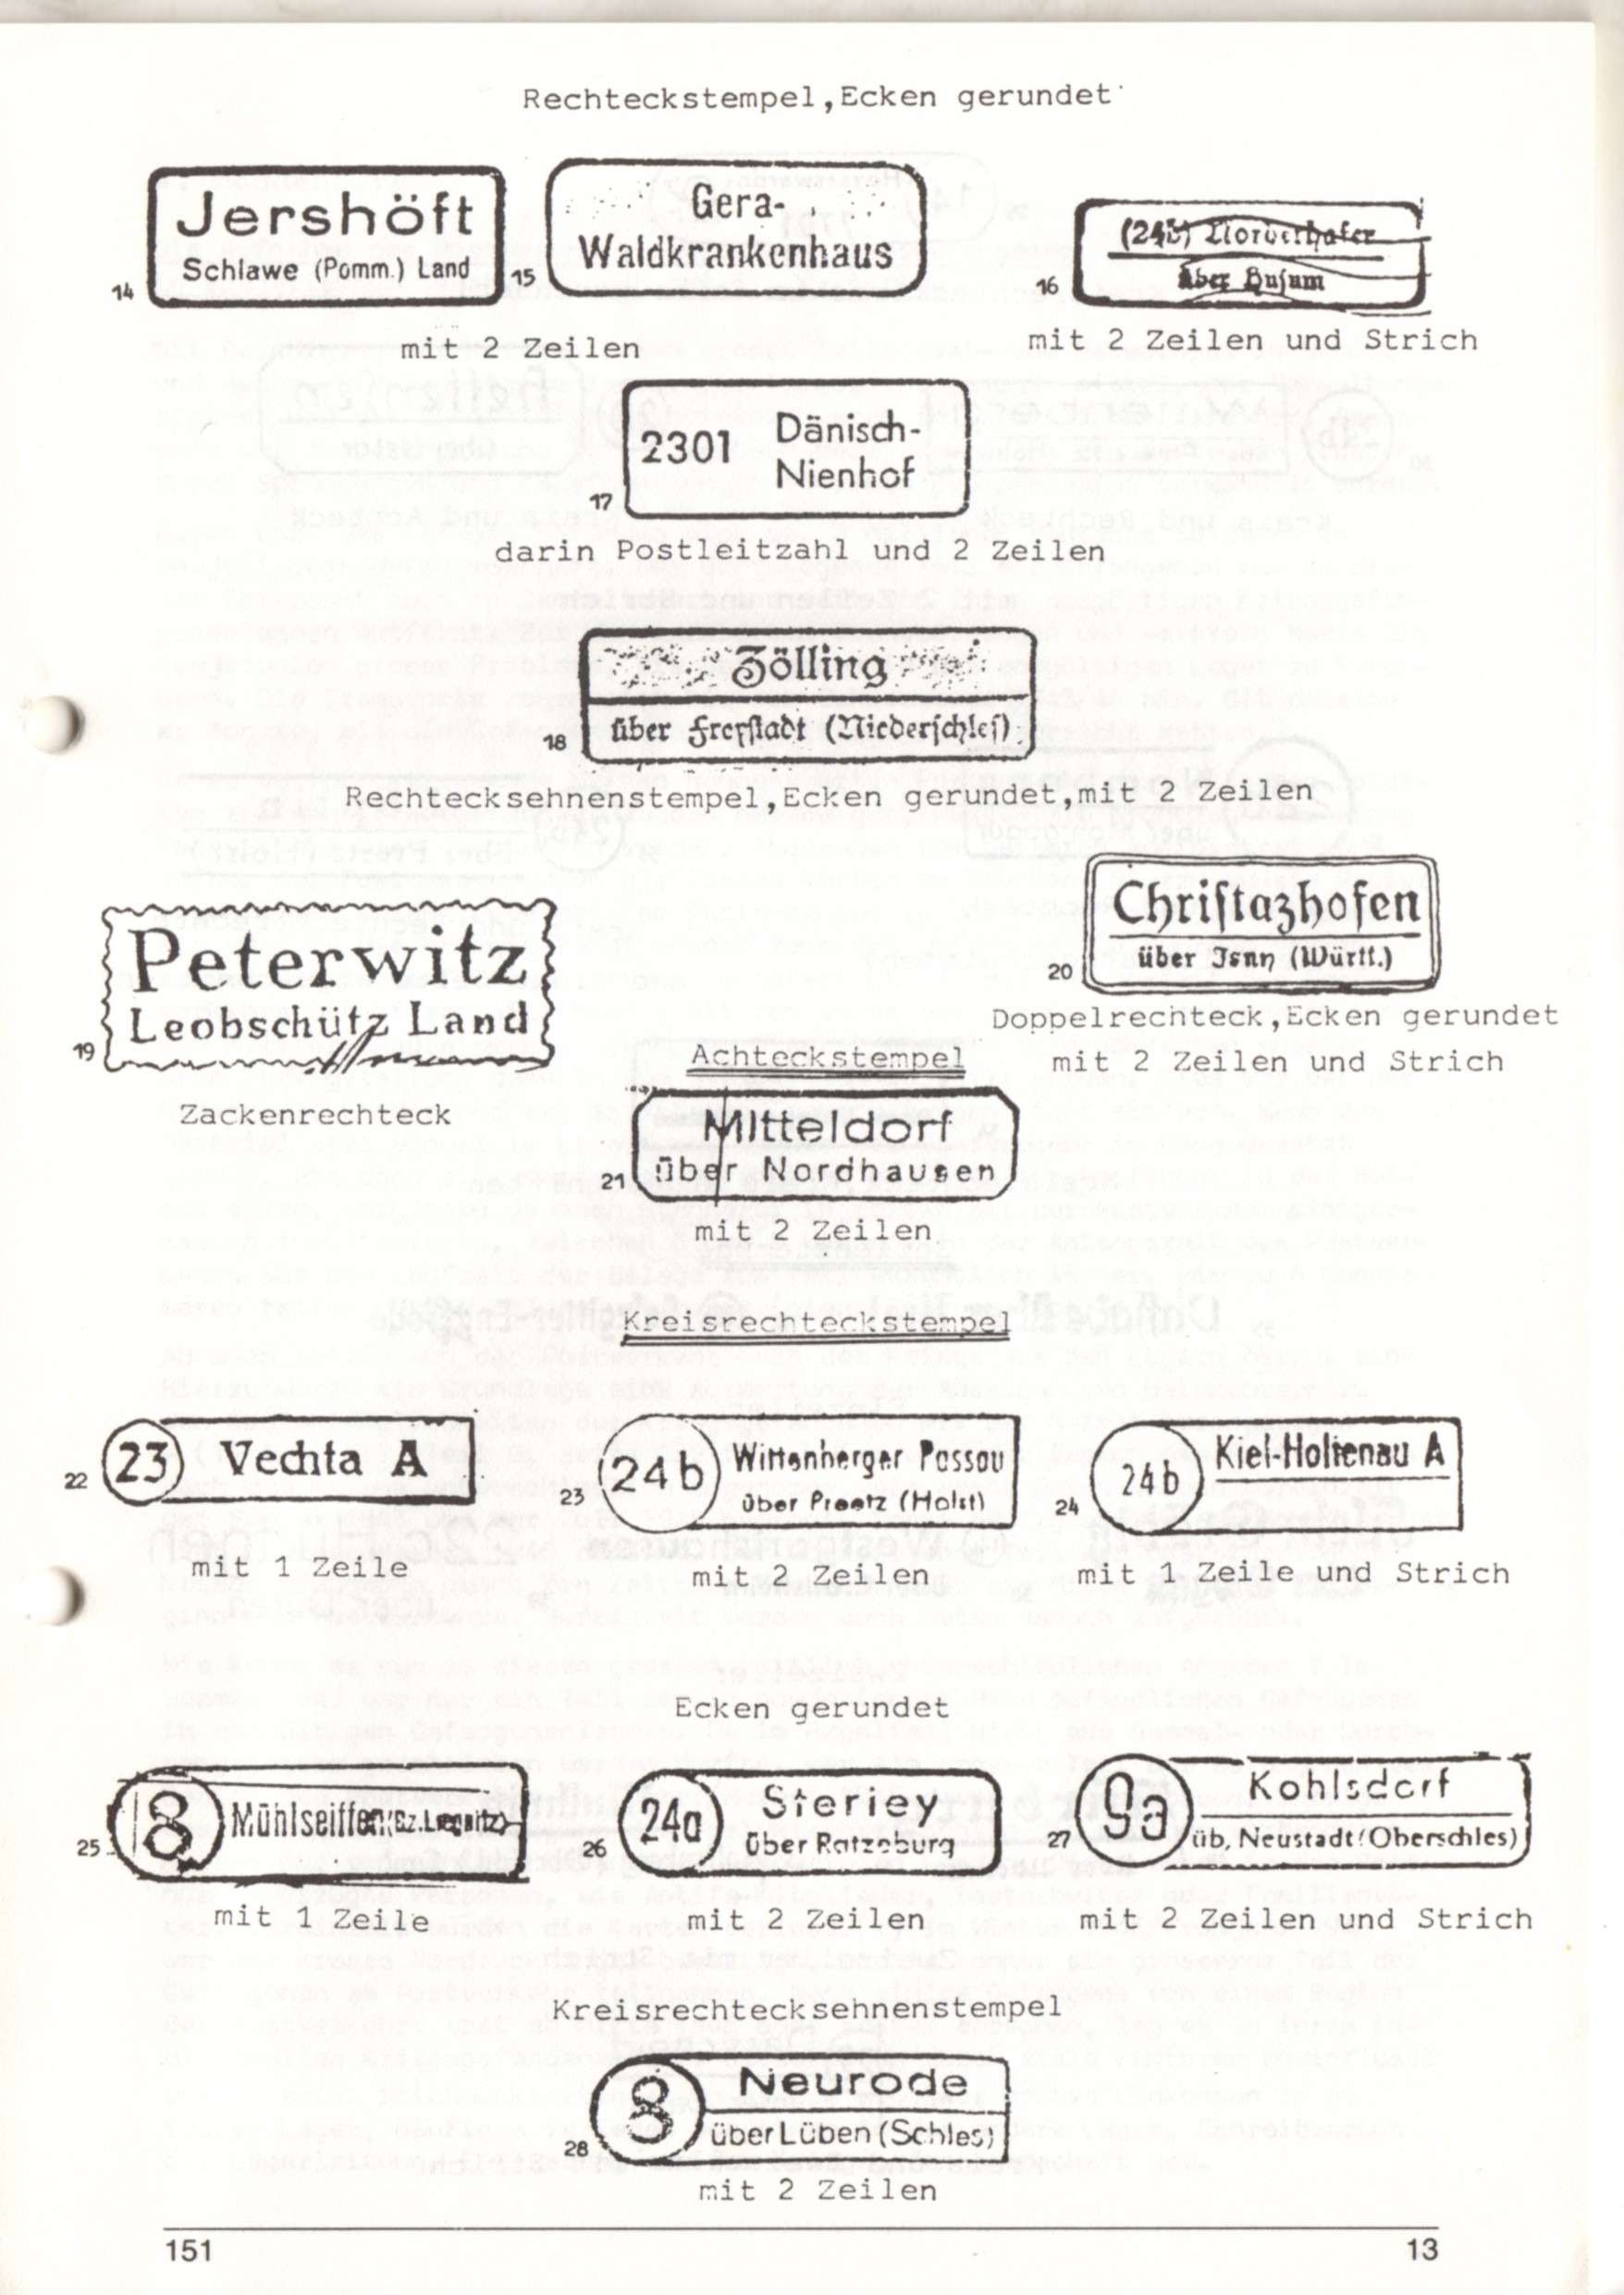 Rechteckstempel,Ecken gerundet
Jershöft
Schlawe (Pomm.) Land
14
Gera-
Waldkrankenhaus
15
(24b) Norderhafer
über Husum
16
mit 2 Zeilen
mit 2 Zeilen und Strich
2301 Dänisch-
Nienhof
17
darin Postleitzahl und 2 Zeilen
Zölling
über Freystadt (Niederschles)
18
Rechtecksehnenstempel,Ecken gerundet,mit 2 Zeilen
Peterwitz
Leobschütz Land
19
Zackenrechteck
Christazhofen
über Isny (Württ.)
20
Doppelrechteck,Ecken gerundet
mit 2 Zeilen und Strich
Achteckstempel
Mitteldorf
über Nordhausen
21
mit 2 Zeilen
Kreisrechteckstempel
23 Vechta A
22
mit 1 Zeile
24b Wittenberger Passau
über Preetz (Holst)
23
mit 2 Zeilen
24b Kiel-Holtenau A
24
mit 1 Zeile und Strich
Ecken gerundet
8 Mühlseiffen (Bz. Liegnitz)
25
mit 1 Zeile
24a Sterley
über Ratzeburg
26
mit 2 Zeilen
9a Kohlsdorf
üb. Neustadt (Oberschles)
27
mit 2 Zeilen und Strich
Kreisrechtecksehnenstempel
8 Neurode
über Lüben (Schles)
28
mit 2 Zeilen
151 13